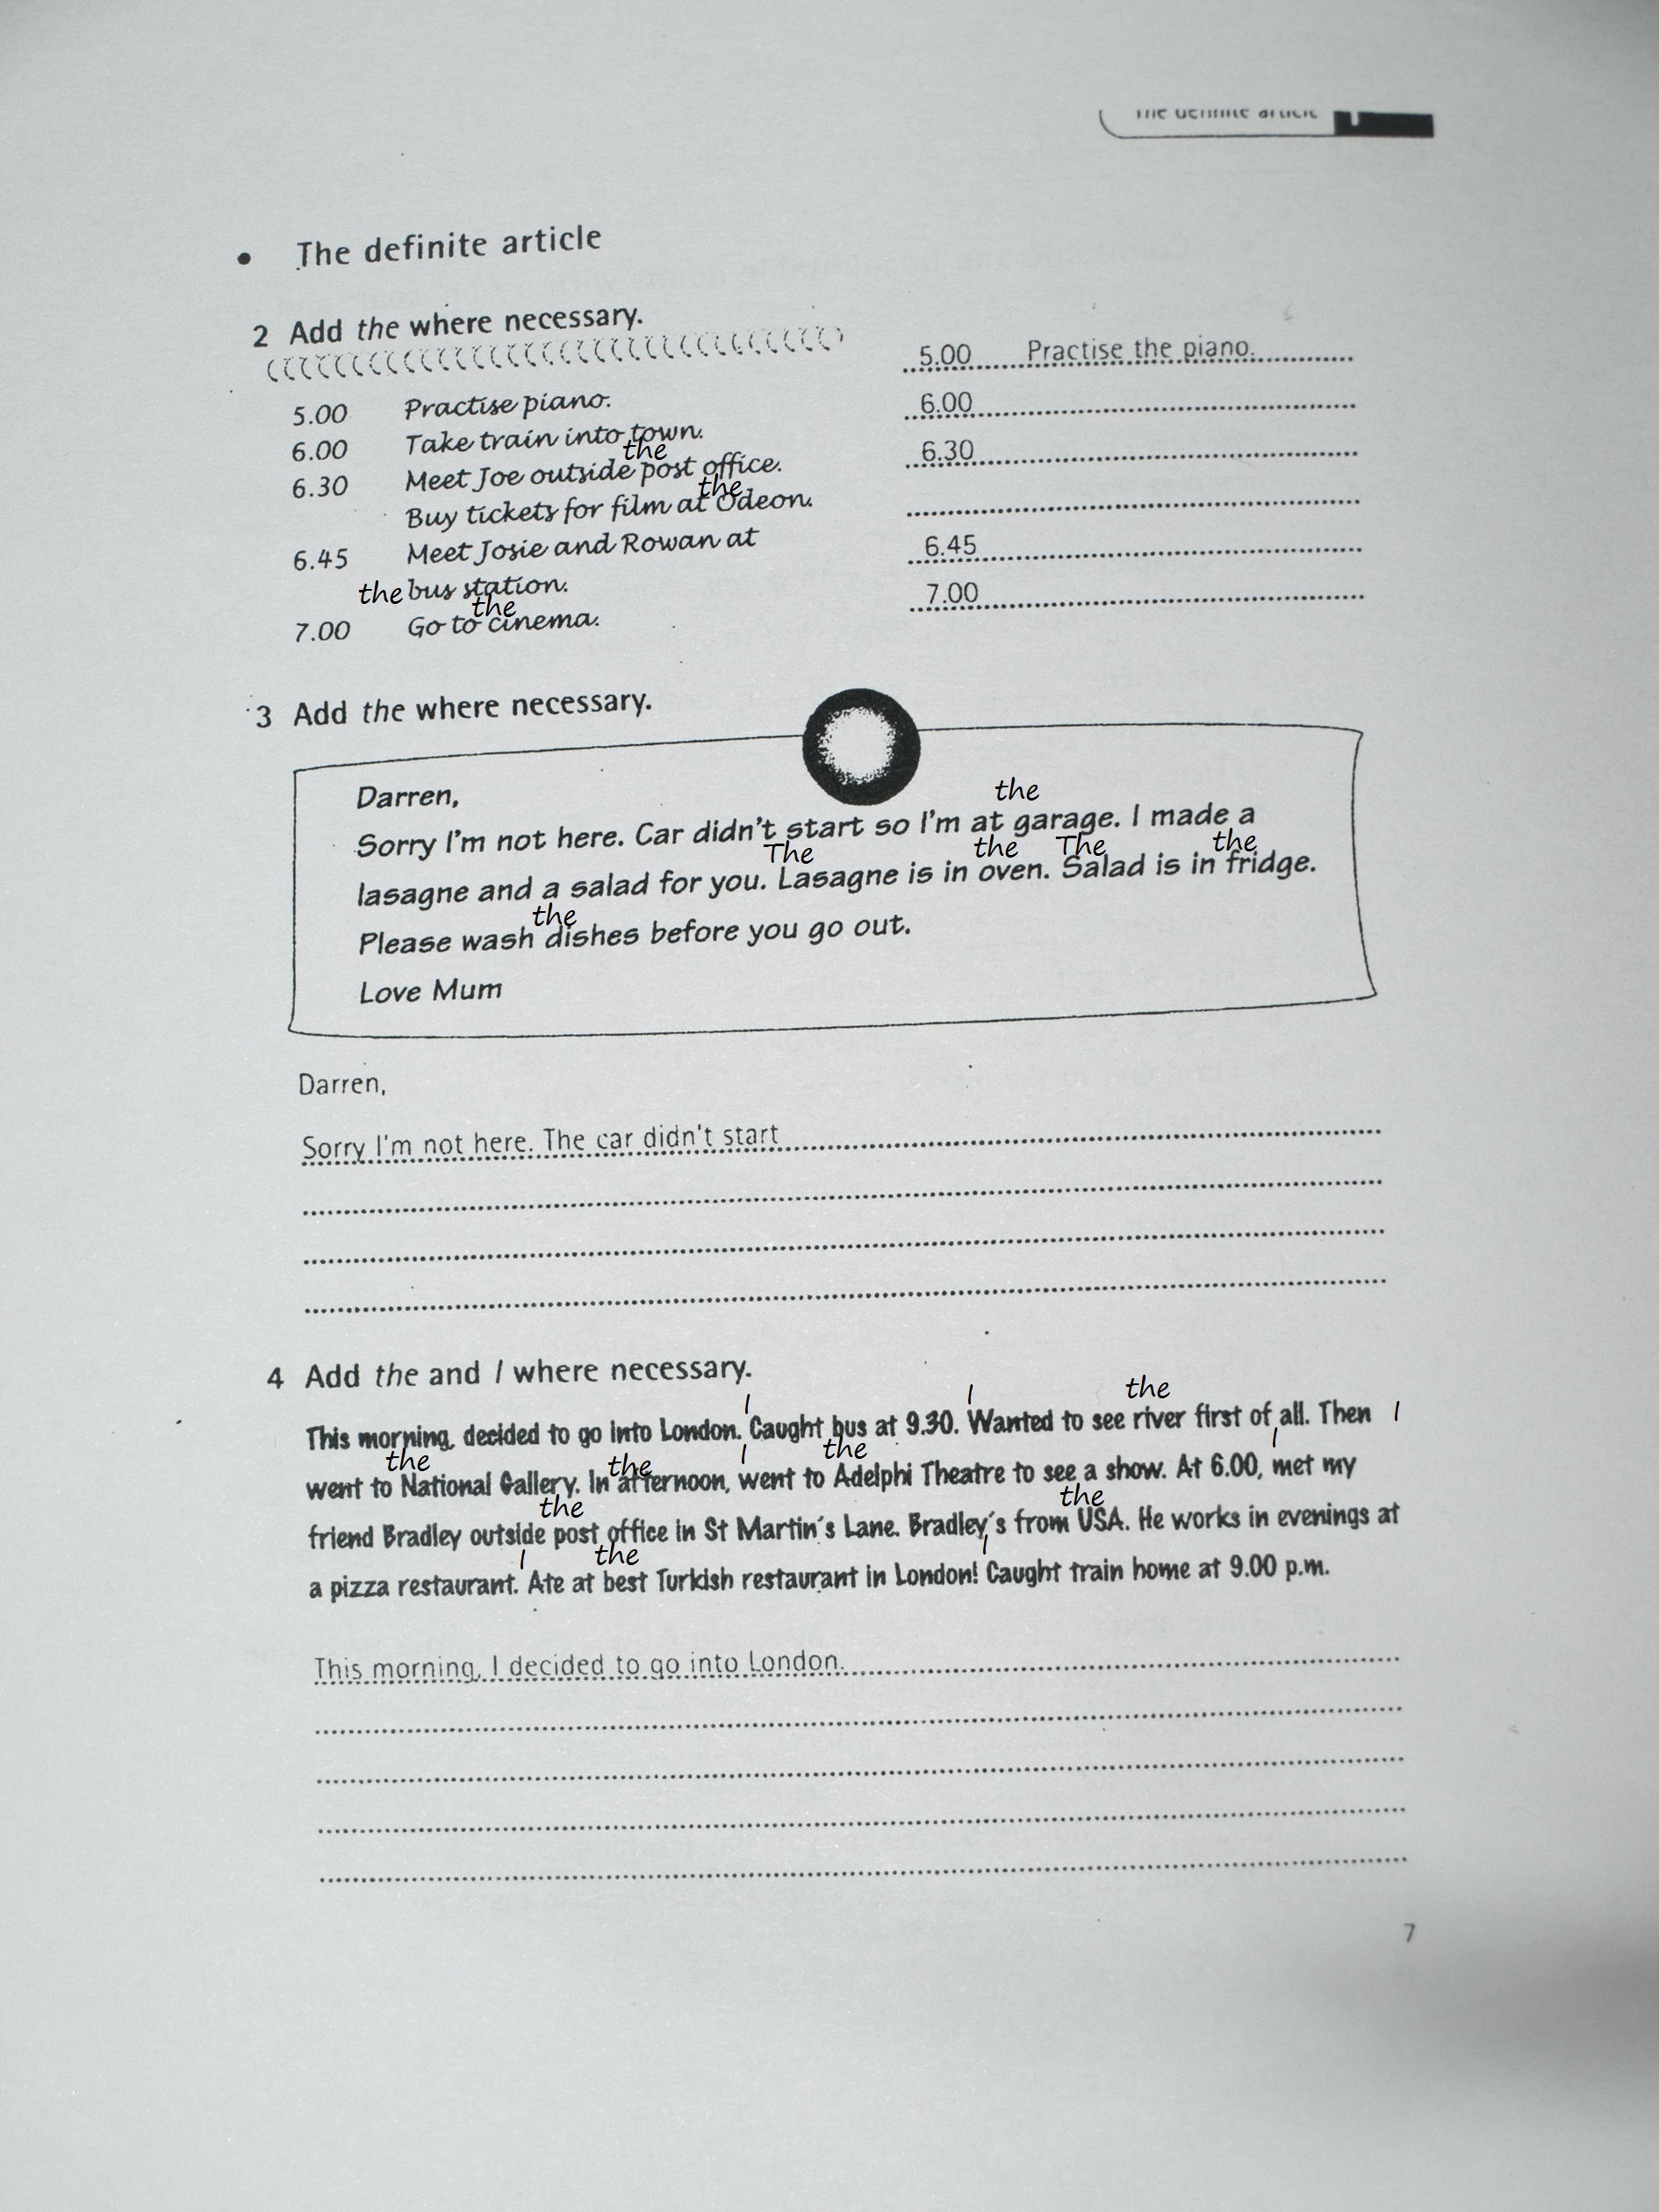 The definite article 1
• The definite article
2 Add the where necessary.
5.00 Practise piano.
6.00 Take train into town.
the
6.30 Meet Joe outside post office.
the
Buy tickets for film at Odeon.
6.45 Meet Josie and Rowan at
the bus station.
the
7.00 Go to cinema.
5.00 Practise the piano.
6.00
6.30
6.45
7.00
3 Add the where necessary.
Darren,
the
Sorry I'm not here. Car didn't start so I'm at garage. I made a
The the The the
lasagne and a salad for you. Lasagne is in oven. Salad is in fridge.
the
Please wash dishes before you go out.
Love Mum
Darren,
Sorry I'm not here. The car didn't start
4 Add the and I where necessary.
I I the
This morning, decided to go into London. Caught bus at 9.30. Wanted to see river first of all. Then I
the the I the I
went to National Gallery. In afternoon, went to Adelphi Theatre to see a show. At 6.00, met my
the the
friend Bradley outside post office in St Martin's Lane. Bradley's from USA. He works in evenings at
I the I
a pizza restaurant. Ate at best Turkish restaurant in London! Caught train home at 9.00 p.m.
This morning, I decided to go into London.
7